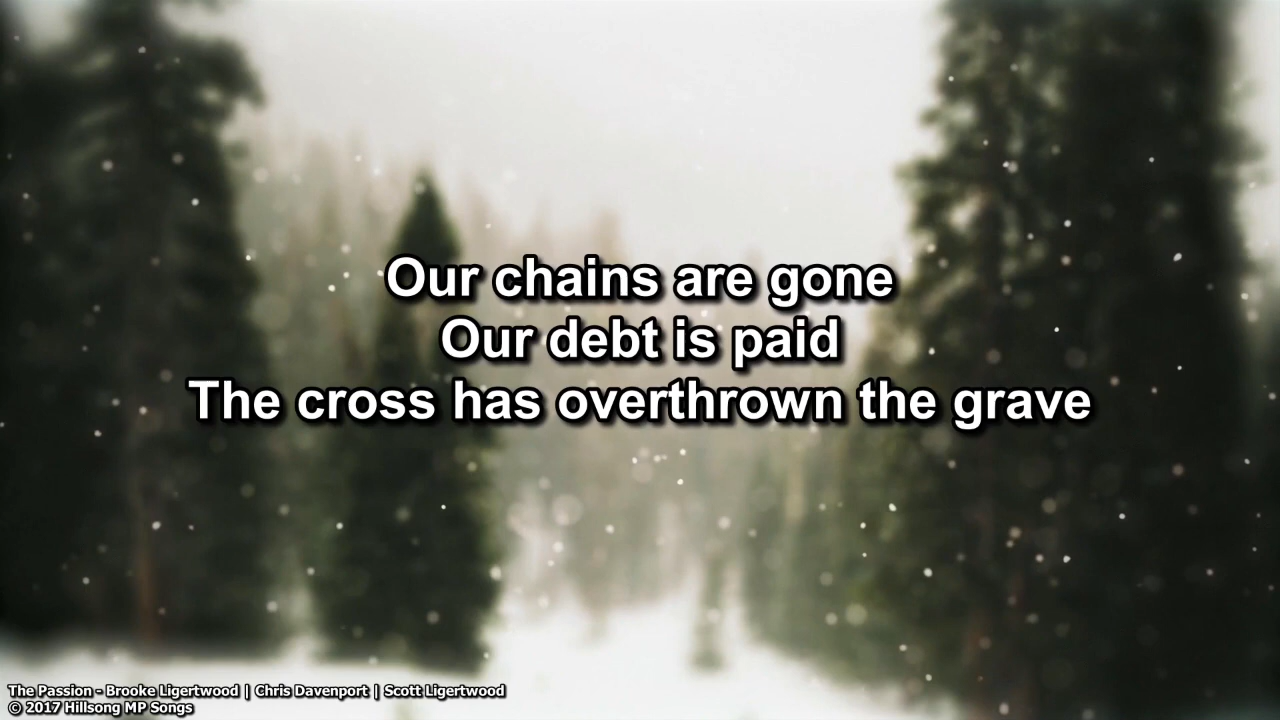 Our chains are gone
Our debt is paid
The cross has overthrown the grave
The Passion - Brooke Ligertwood | Chris Davenport | Scott Ligertwood
© 2017 Hillsong MP Songs